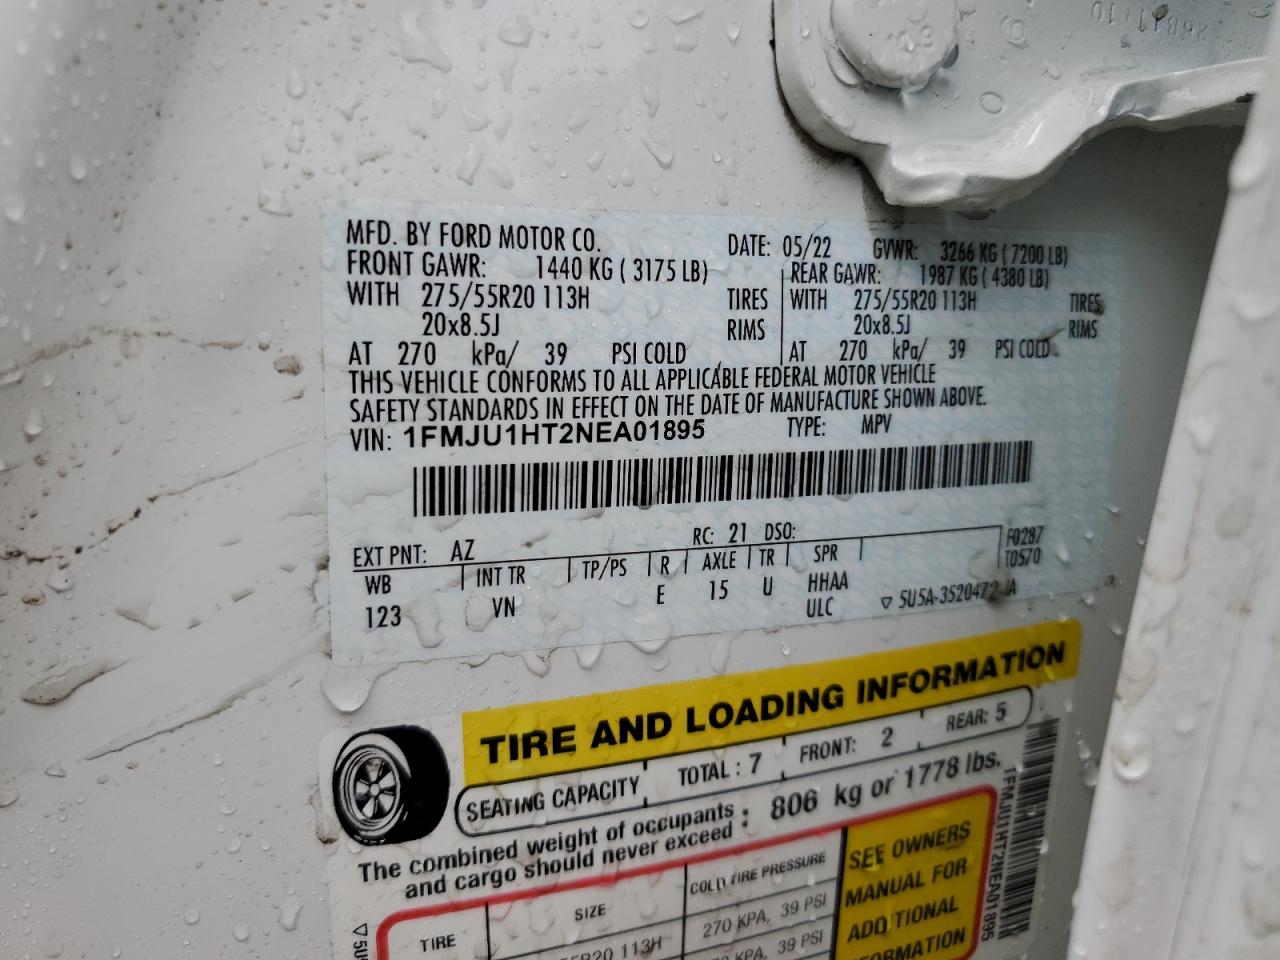 MFD. BY FORD MOTOR CO. DATE: 05/22 GVWR: 3266 KG ( 7200 LB)
FRONT GAWR: 1440 KG ( 3175 LB) REAR GAWR: 1987 KG ( 4380 LB)
WITH 275/55R20 113H TIRES WITH 275/55R20 113H TIRES
20x8.5J RIMS 20x8.5J RIMS
AT 270 kPa/ 39 PSI COLD AT 270 kPa/ 39 PSI COLD
THIS VEHICLE CONFORMS TO ALL APPLICABLE FEDERAL MOTOR VEHICLE
SAFETY STANDARDS IN EFFECT ON THE DATE OF MANUFACTURE SHOWN ABOVE.
VIN: 1FMJU1HT2NEA01895 TYPE: MPV
EXT PNT: AZ RC: 21 DSO: F0287
WB INT TR TP/PS R AXLE TR SPR T0570
123 VN E 15 U HHAA
ULC ▽ 5U5A-3520472-JA
TIRE AND LOADING INFORMATION
SEATING CAPACITY TOTAL : 7 FRONT: 2 REAR: 5
The combined weight of occupants
and cargo should never exceed : 806 kg or 1778 lbs.
TIRE SIZE COLD TIRE PRESSURE
113H 270 KPA, 39 PSI
KPA, 39 PSI
SEE OWNERS
MANUAL FOR
ADDITIONAL
1FMJU1HT2NEA01895